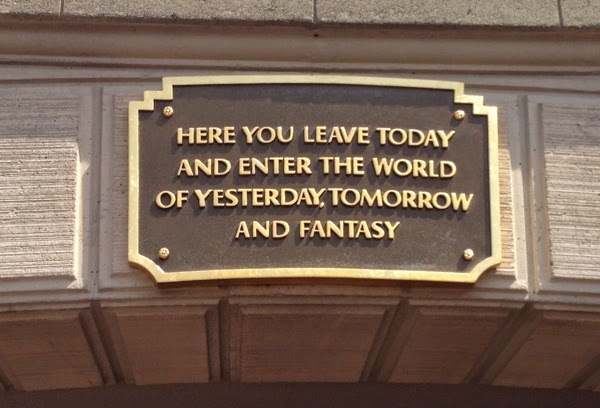 HERE YOU LEAVE TODAY
AND ENTER THE WORLD
OF YESTERDAY, TOMORROW
AND FANTASY